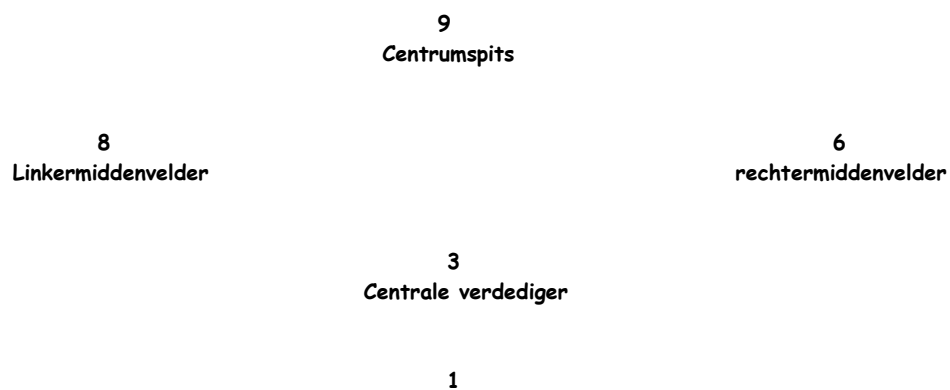 9
Centrumspits
8
Linkermiddenvelder
6
rechtermiddenvelder
3
Centrale verdediger
1